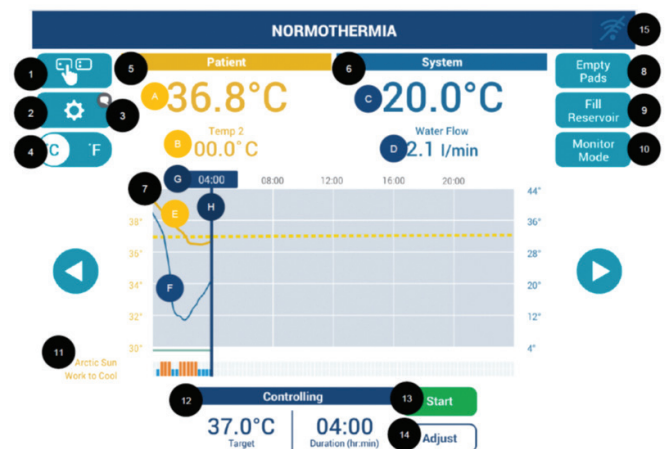 NORMOTHERMIA
15
1
5
Patient
6
System
Empty
Pads
8
A
36.8°C
C
20.0°C
2
3
Fill
Reservoir
9
Temp 2
Water Flow
4
°C
°F
B
00.0°C
D
2.1 l/min
Monitor
Mode
10
G
04:00
08:00
12:00
16:00
20:00
7
H
44°
E
38°
36°
36°
28°
F
34°
20°
32°
12°
30°
4°
11
Arctic Sun
Work to Cool
12
Controlling
13
Start
37.0°C
Target
04:00
Duration (hr:min)
14
Adjust